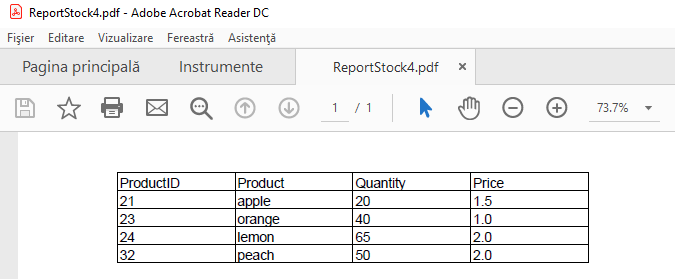 ReportStock4.pdf - Adobe Acrobat Reader DC
Fişier Editare Vizualizare Fereastră Asistenţă
Pagina principală Instrumente ReportStock4.pdf ×
1 / 1 73.7%
ProductID Product Quantity Price
21 apple 20 1.5
23 orange 40 1.0
24 lemon 65 2.0
32 peach 50 2.0